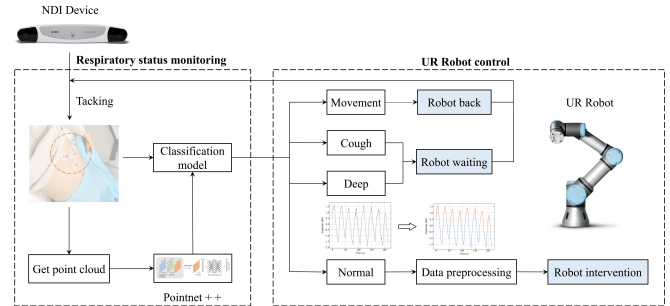 NDI Device
Respiratory status monitoring
UR Robot control
Tacking
Movement
Robot back
UR Robot
Classification
model
Cough
Robot waiting
Deep
Get point cloud
Pointnet + +
Normal
Data preprocessing
Robot intervention